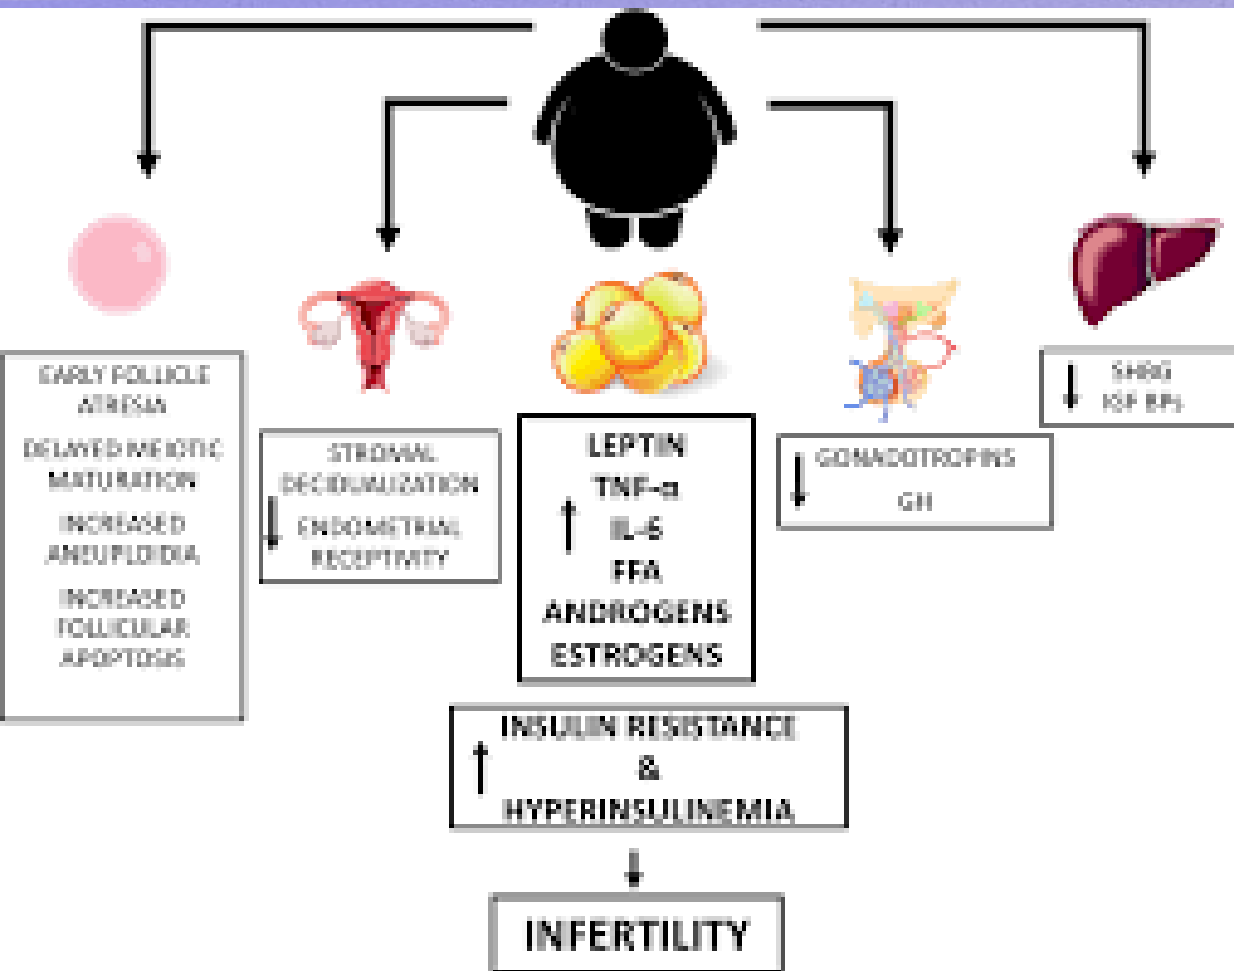 EARLY FOLLICLE
ATRESIA
DELAYED MEIOTIC
MATURATION
INCREASED
ANEUPLOIDIA
INCREASED
FOLLICULAR
APOPTOSIS
STROMAL
DECIDUALIZATION
↓ ENDOMETRIAL
RECEPTIVITY
LEPTIN
TNF-α
↑ IL-6
FFA
ANDROGENS
ESTROGENS
↓ GONADOTROPINS
GH
↓ SHBG
IGF BPs
↑ INSULIN RESISTANCE
&
HYPERINSULINEMIA
INFERTILITY